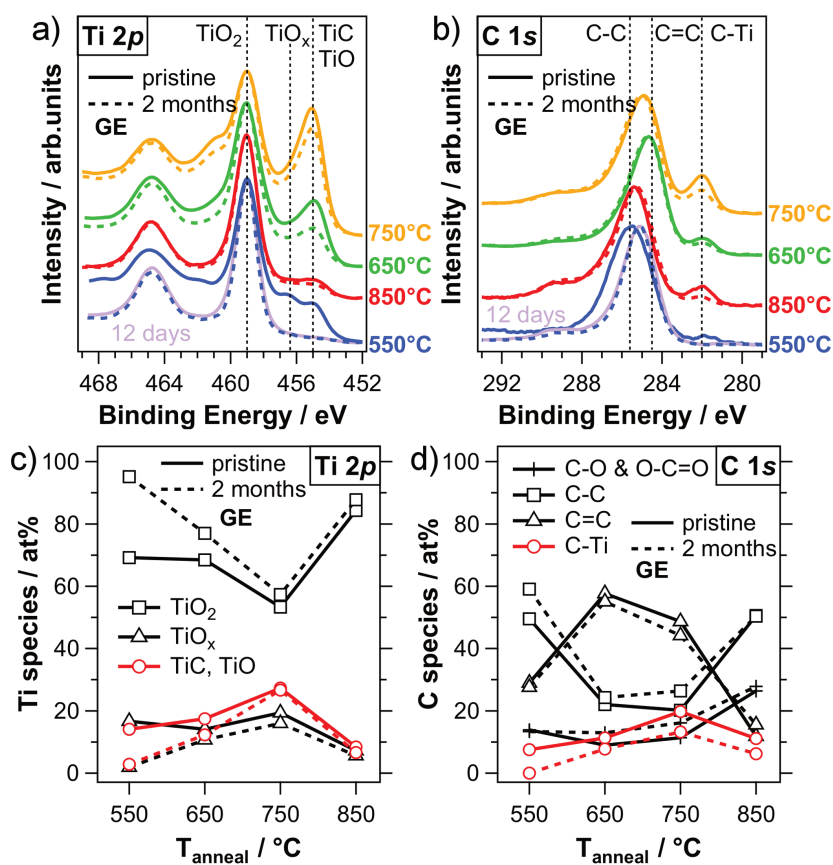 a) Ti 2p
TiO2
TiOx
TiC
TiO
pristine
2 months
GE
750°C
650°C
850°C
550°C
12 days
Intensity / arb.units
468 464 460 456 452
Binding Energy / eV
b) C 1s
C-C
C=C
C-Ti
pristine
2 months
GE
750°C
650°C
850°C
550°C
12 days
Intensity / arb.units
292 288 284 280
Binding Energy / eV
c) Ti 2p
pristine
2 months
GE
TiO2
TiOx
TiC, TiO
Ti species / at%
100
80
60
40
20
0
550 650 750 850
Tanneal / °C
d) C 1s
C-O & O-C=O
C-C
C=C
C-Ti
pristine
2 months
GE
C species / at%
100
80
60
40
20
0
550 650 750 850
Tanneal / °C